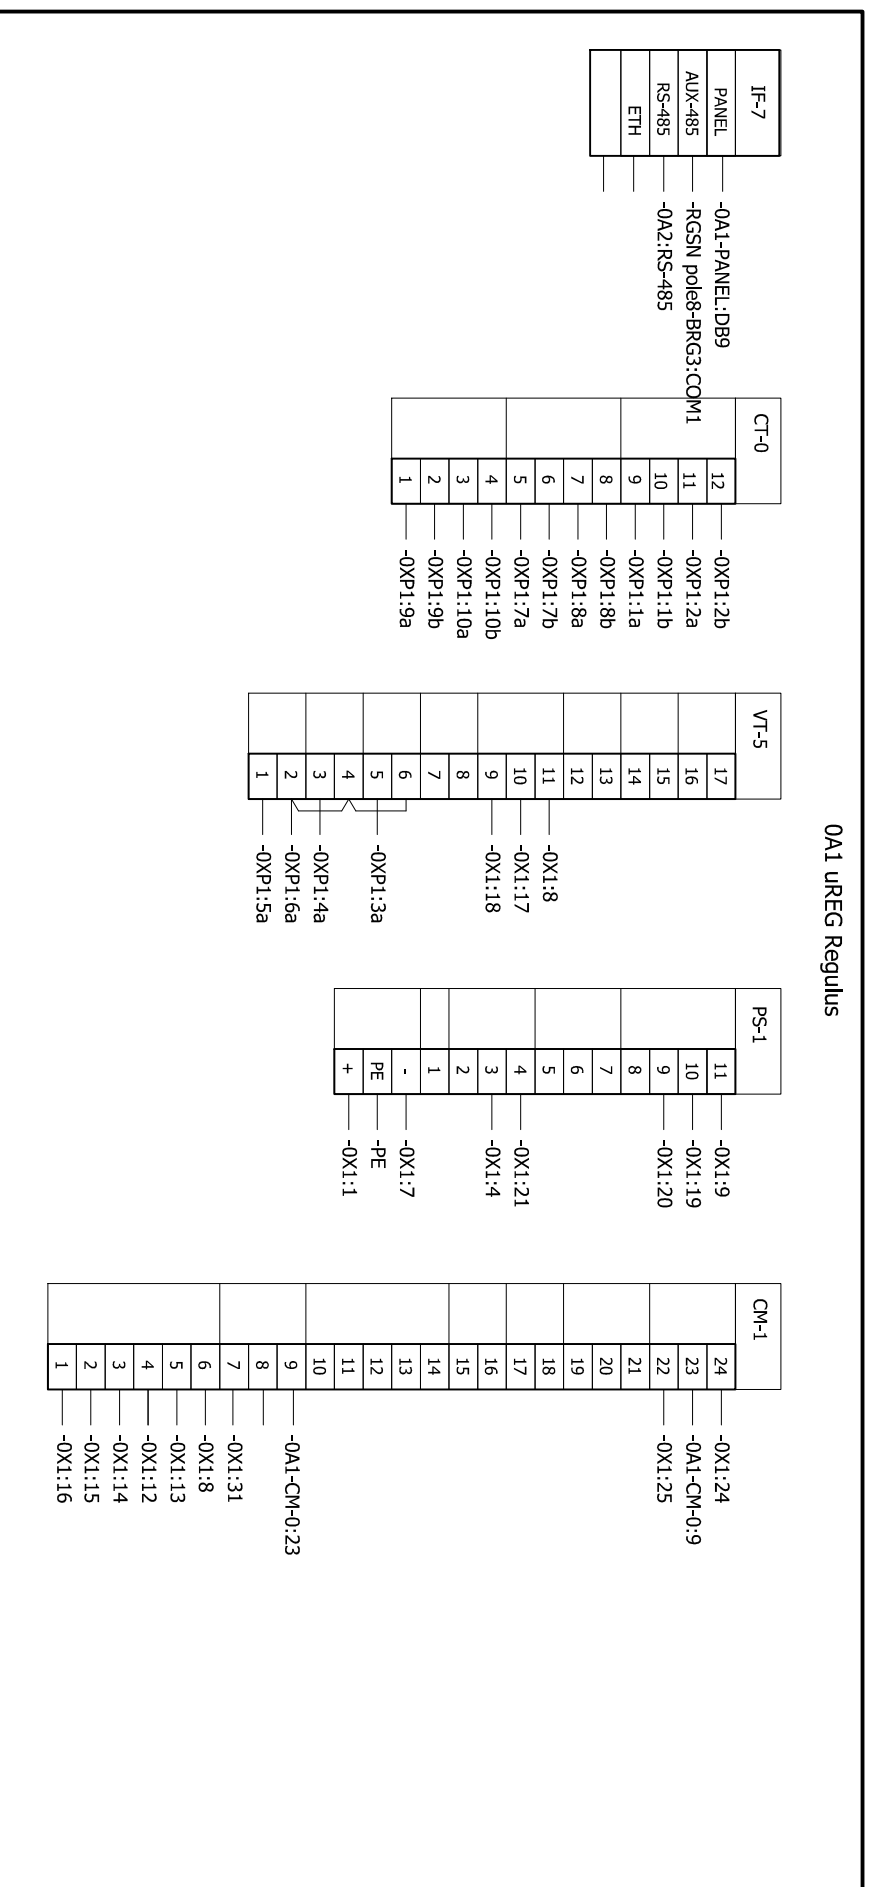 0A1 uREG Regulus
IF-7
PANEL -0A1-PANEL:DB9
AUX-485 -RGSN pole8-BRG3:COM1
RS-485 -0A2:RS-485
ETH
CT-0
12 -0XP1:2b
11 -0XP1:2a
10 -0XP1:1b
9 -0XP1:1a
8 -0XP1:8b
7 -0XP1:8a
6 -0XP1:7b
5 -0XP1:7a
4 -0XP1:10b
3 -0XP1:10a
2 -0XP1:9b
1 -0XP1:9a
VT-5
17
16
15
14
13
12
11 -0X1:8
10 -0X1:17
9 -0X1:18
8
7
6
5 -0XP1:3a
4
3 -0XP1:4a
2 -0XP1:6a
1 -0XP1:5a
PS-1
11 -0X1:9
10 -0X1:19
9 -0X1:20
8
7
6
5
4 -0X1:21
3 -0X1:4
2
1
- -0X1:7
PE -PE
+ -0X1:1
CM-1
24 -0X1:24
23 -0A1-CM-0:9
22 -0X1:25
21
20
19
18
17
16
15
14
13
12
11
10
9 -0A1-CM-0:23
8
7 -0X1:31
6 -0X1:8
5 -0X1:13
4 -0X1:12
3 -0X1:14
2 -0X1:15
1 -0X1:16